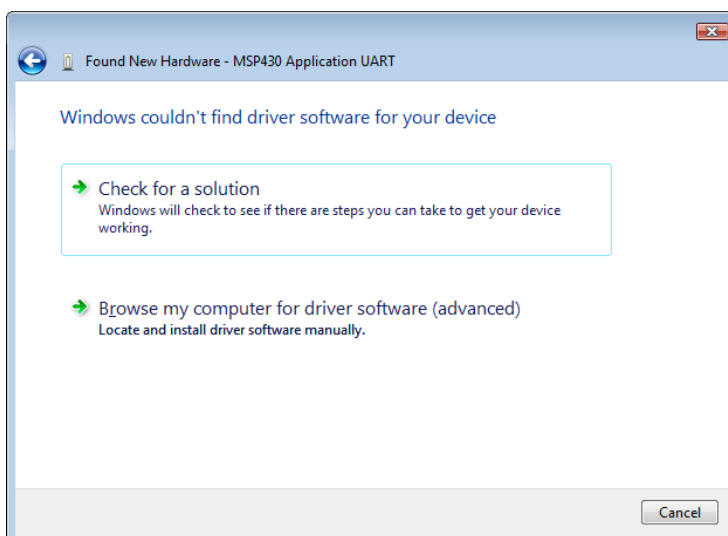 Found New Hardware - MSP430 Application UART
Windows couldn't find driver software for your device
Check for a solution
Windows will check to see if there are steps you can take to get your device
working.
Browse my computer for driver software (advanced)
Locate and install driver software manually.
Cancel